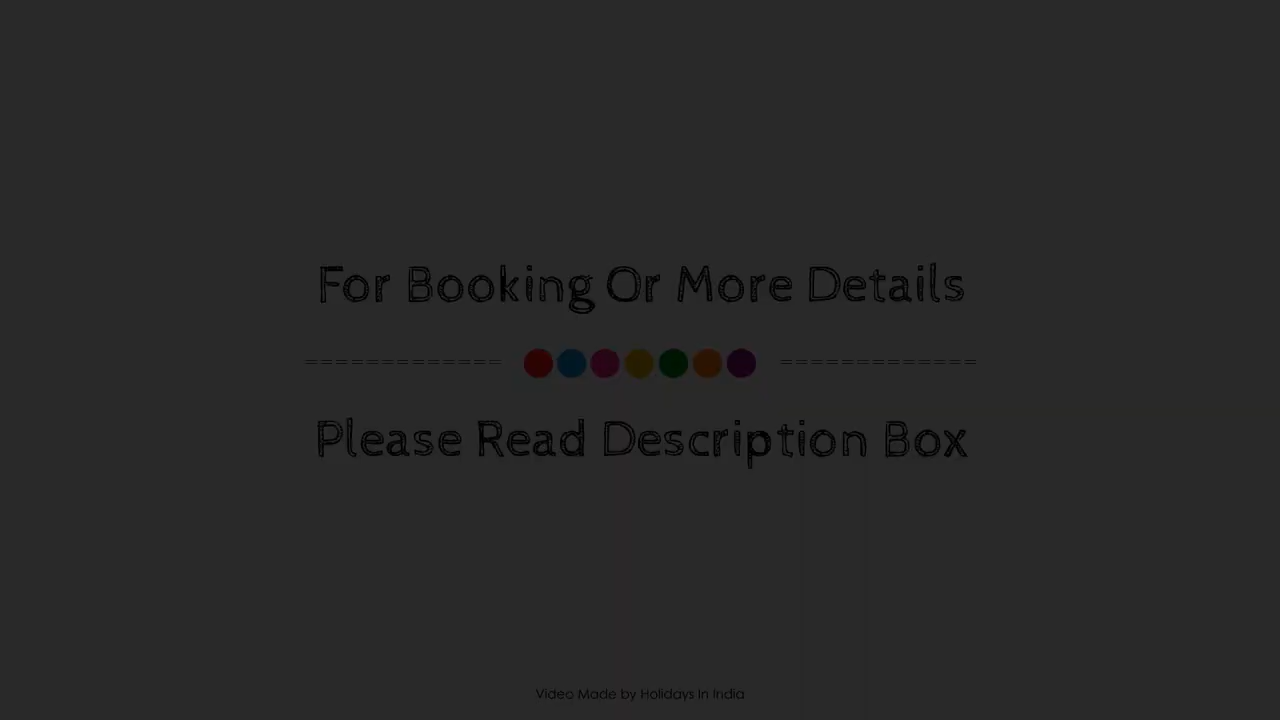 For Booking Or More Details
Please Read Description Box
Video Made by Holidays In India